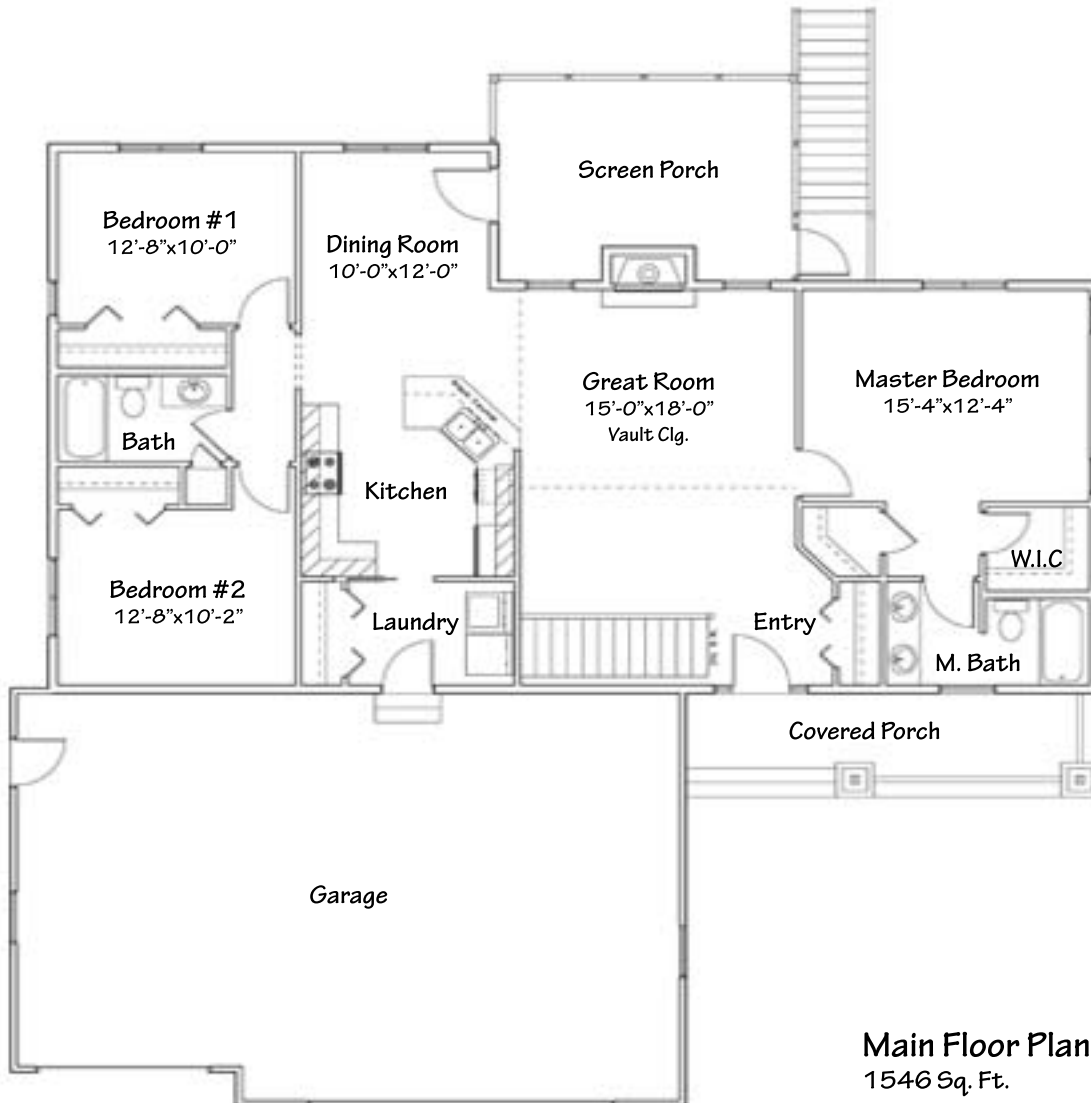 Screen Porch
Bedroom #1
12'-8"x10'-0"
Dining Room
10'-0"x12'-0"
Great Room
15'-0"x18'-0"
Vault Clg.
Master Bedroom
15'-4"x12'-4"
Bath
Kitchen
W.I.C
Bedroom #2
12'-8"x10'-2"
Laundry
Entry
M. Bath
Covered Porch
Garage
Main Floor Plan
1546 Sq. Ft.